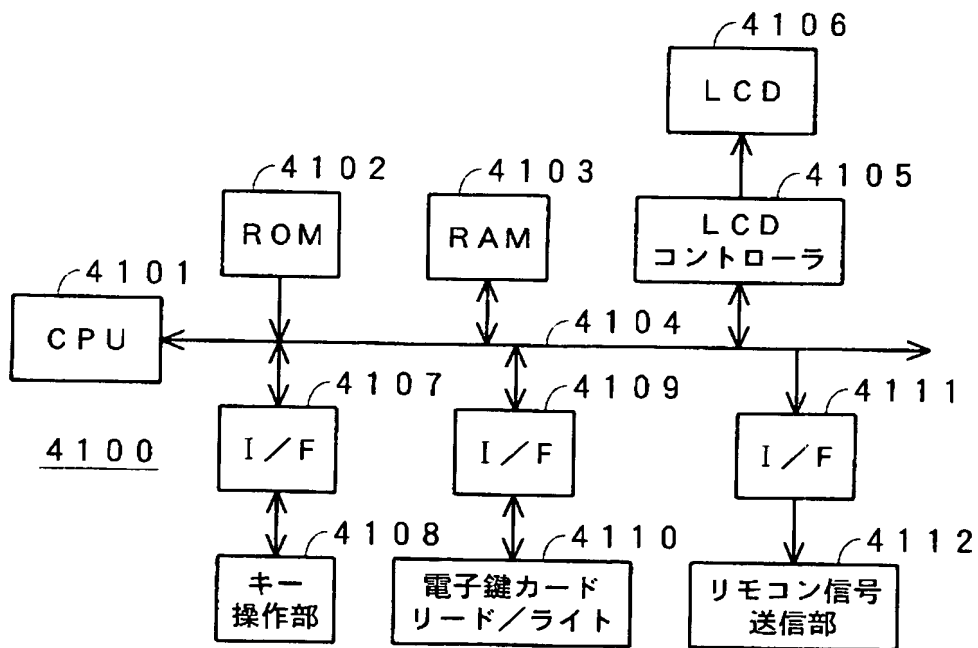 4106
LCD
4102
4103
4105
ROM
RAM
LCD
コントローラ
4101
CPU
4104
4107
4109
4111
4100
I/F
I/F
I/F
4108
4110
4112
キー
操作部
電子鍵カード
リード/ライト
リモコン信号
送信部